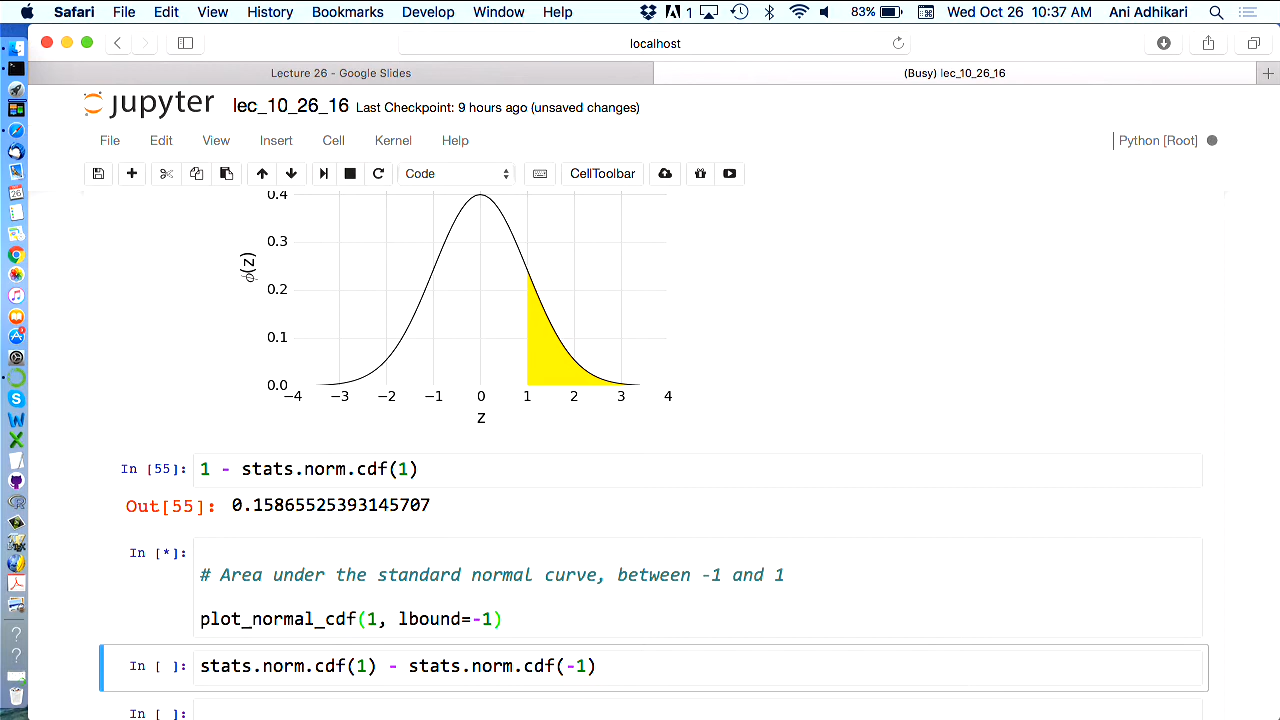 Safari File Edit View History Bookmarks Develop Window Help 1 83% Wed Oct 26 10:37 AM Ani Adhikari
localhost
Lecture 26 - Google Slides (Busy) lec_10_26_16
jupyter lec_10_26_16 Last Checkpoint: 9 hours ago (unsaved changes)
File Edit View Insert Cell Kernel Help Python [Root]
Code CellToolbar
0.4
0.3
0.2
0.1
0.0
ϕ(z)
−4 −3 −2 −1 0 1 2 3 4
z
In [55]: 1 - stats.norm.cdf(1)
Out[55]: 0.15865525393145707
In [*]:
# Area under the standard normal curve, between -1 and 1
plot_normal_cdf(1, lbound=-1)
In [ ]: stats.norm.cdf(1) - stats.norm.cdf(-1)
In [ ]: